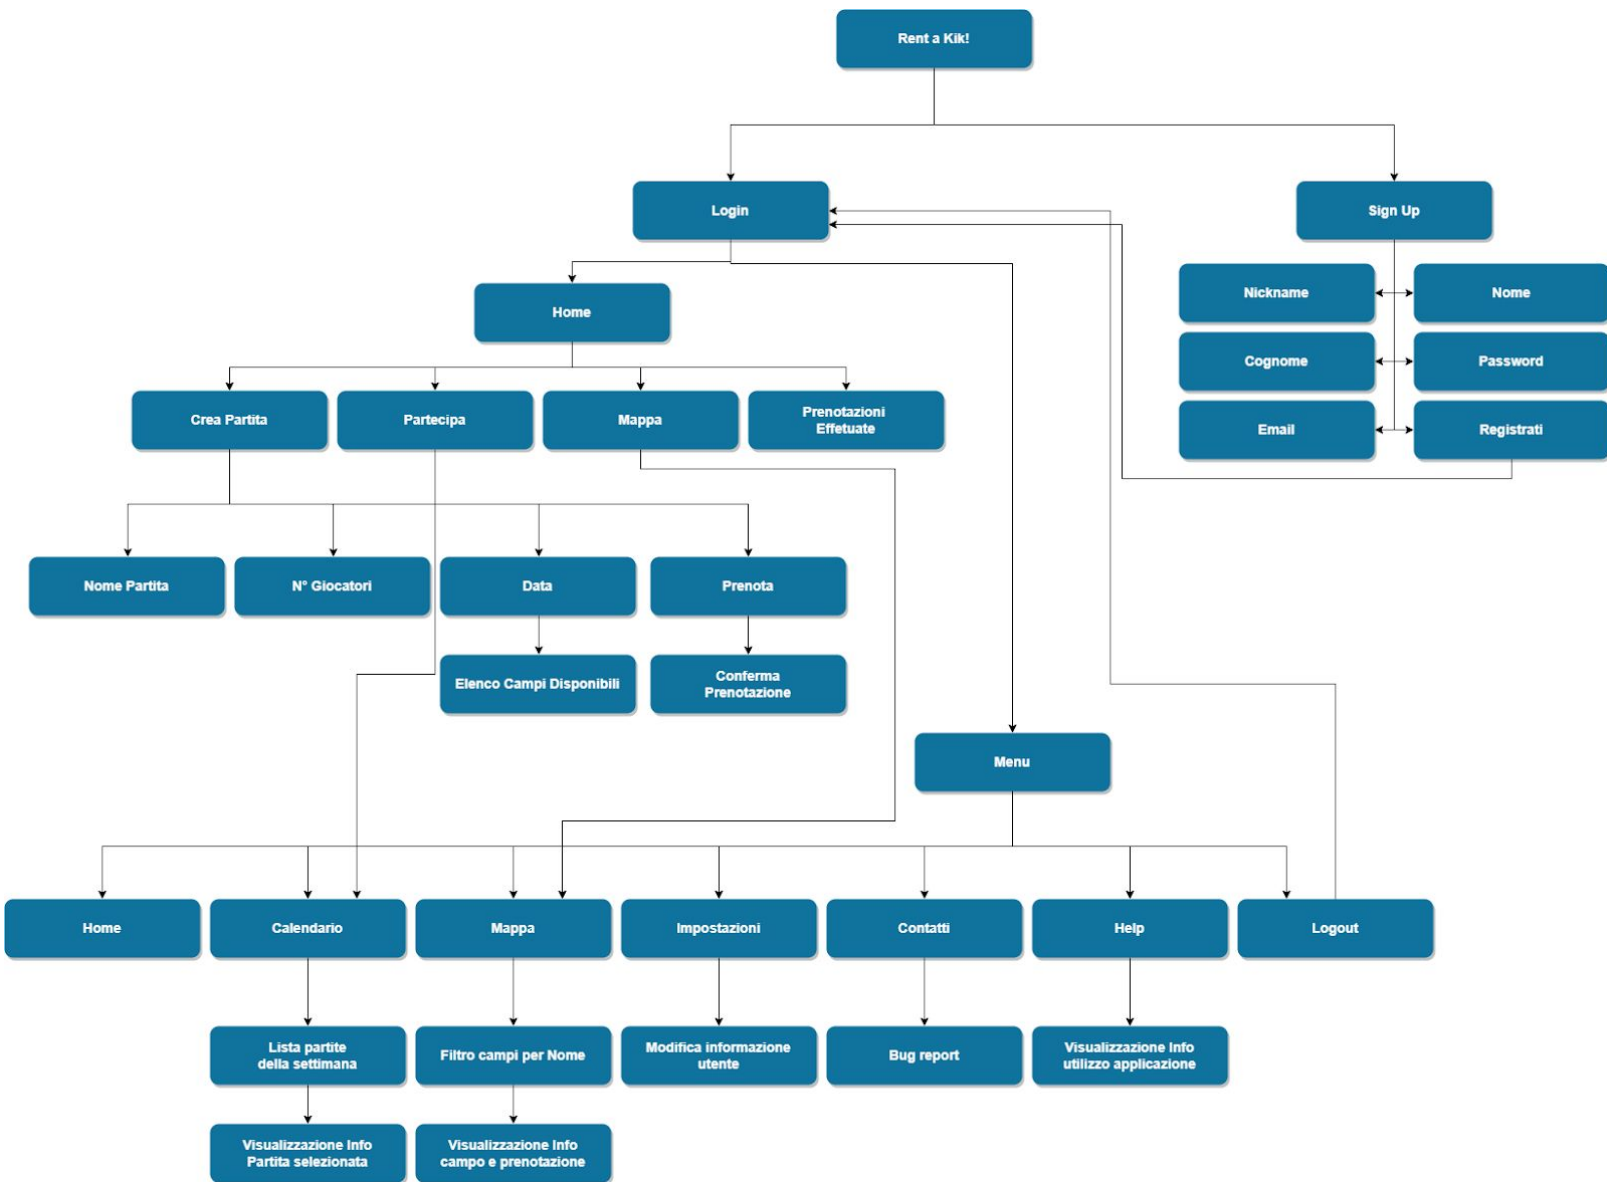 Rent a Kik!
Login
Sign Up
Home
Nickname
Nome
Cognome
Password
Crea Partita
Partecipa
Mappa
Prenotazioni
Effetuate
Email
Registrati
Nome Partita
N° Giocatori
Data
Prenota
Elenco Campi Disponibili
Conferma
Prenotazione
Menu
Home
Calendario
Mappa
Impostazioni
Contatti
Help
Logout
Lista partite
della settimana
Filtro campi per Nome
Modifica informazione
utente
Bug report
Visualizzazione Info
utilizzo applicazione
Visualizzazione Info
Partita selezionata
Visualizzazione Info
campo e prenotazione